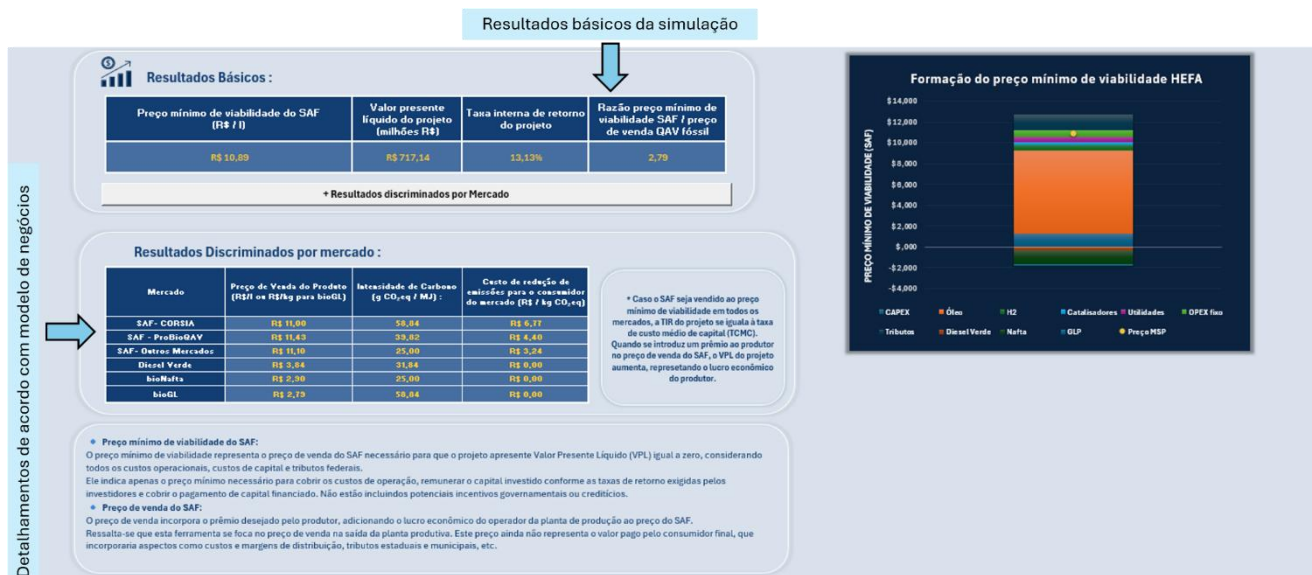 Resultados básicos da simulação
Detalhamentos de acordo com modelo de negócios
Resultados Básicos :
Preço mínimo de viabilidade do SAF (R$ / l)
Valor presente líquido do projeto (milhões R$)
Taxa interna de retorno do projeto
Razão preço mínimo de viabilidade SAF / preço de venda QAV fóssil
R$ 10,89
R$ 717,14
13,13%
2,79
+ Resultados discriminados por Mercado
Resultados Discriminados por mercado :
Mercado
Preço de Venda do Produto (R$/l ou R$/kg para bioGL)
Intensidade de Carbono (g CO₂eq / MJ) :
Custo de redução de emissões para o consumidor do mercado (R$ / kg CO₂eq)
SAF- CORSIA R$ 11,00 58,84 R$ 6,77
SAF - ProBioQAV R$ 11,43 39,82 R$ 4,40
SAF- Outros Mercados R$ 11,10 25,00 R$ 3,24
Diesel Verde R$ 3,84 31,84 R$ 0,00
bioNafta R$ 2,90 25,00 R$ 0,00
bioGL R$ 2,79 58,84 R$ 0,00
* Caso o SAF seja vendido ao preço
mínimo de viabilidade em todos os
mercados, a TIR do projeto se iguala à taxa
de custo médio de capital (TCMC).
Quando se introduz um prêmio ao produtor
no preço de venda do SAF, o VPL do projeto
aumenta, represetando o lucro econômico
do produtor.
Preço mínimo de viabilidade do SAF:
O preço mínimo de viabilidade representa o preço de venda do SAF necessário para que o projeto apresente Valor Presente Líquido (VPL) igual a zero, considerando
todos os custos operacionais, custos de capital e tributos federais.
Ele indica apenas o preço mínimo necessário para cobrir os custos de operação, remunerar o capital investido conforme as taxas de retorno exigidas pelos
investidores e cobrir o pagamento de capital financiado. Não estão incluindos potenciais incentivos governamentais ou creditícios.
Preço de venda do SAF:
O preço de venda incorpora o prêmio desejado pelo produtor, adicionando o lucro econômico do operador da planta de produção ao preço do SAF.
Ressalta-se que esta ferramenta se foca no preço de venda na saída da planta produtiva. Este preço ainda não representa o valor pago pelo consumidor final, que
incorporaria aspectos como custos e margens de distribuição, tributos estaduais e municipais, etc.
Formação do preço mínimo de viabilidade HEFA
PREÇO MÍNIMO DE VIABILIDADE (SAF)
$14,000
$12,000
$10,000
$8,000
$6,000
$4,000
$2,000
$,000
-$2,000
-$4,000
CAPEX Óleo H2 Catalisadores Utilidades OPEX fixo
Tributos Diesel Verde Nafta GLP Preço MSP